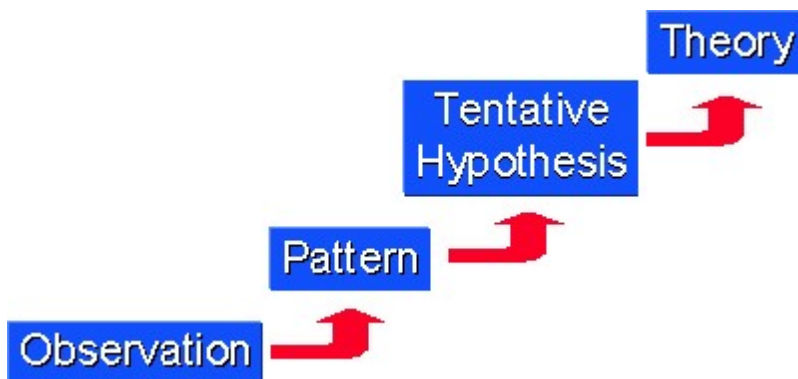 Theory
Tentative
Hypothesis
Pattern
Observation